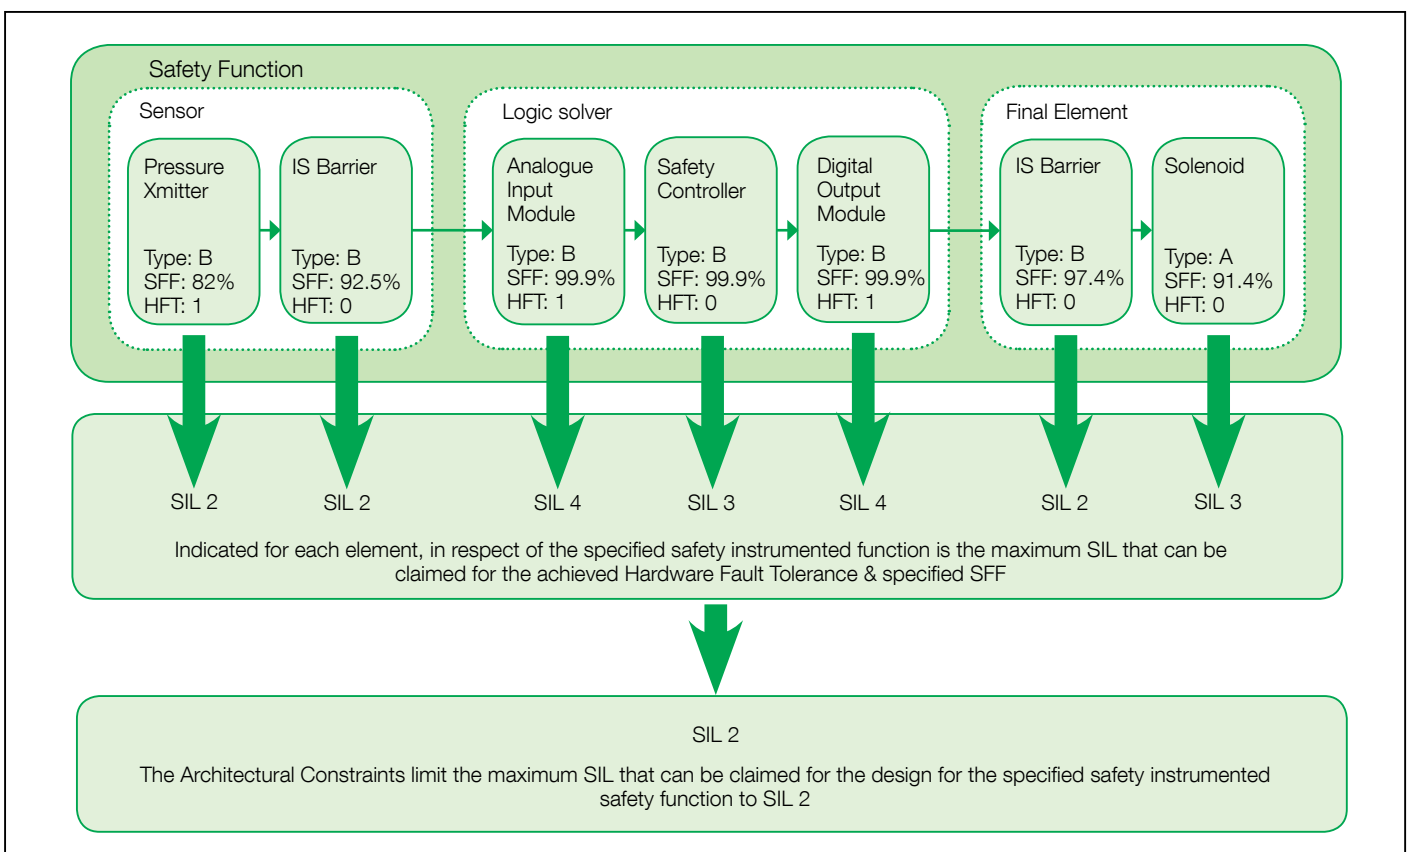 Safety Function
Sensor
Pressure
Xmitter
Type: B
SFF: 82%
HFT: 1
IS Barrier
Type: B
SFF: 92.5%
HFT: 0
Logic solver
Analogue
Input
Module
Type: B
SFF: 99.9%
HFT: 1
Safety
Controller
Type: B
SFF: 99.9%
HFT: 0
Digital
Output
Module
Type: B
SFF: 99.9%
HFT: 1
Final Element
IS Barrier
Type: B
SFF: 97.4%
HFT: 0
Solenoid
Type: A
SFF: 91.4%
HFT: 0
SIL 2
SIL 2
SIL 4
SIL 3
SIL 4
SIL 2
SIL 3
Indicated for each element, in respect of the specified safety instrumented function is the maximum SIL that can be
claimed for the achieved Hardware Fault Tolerance & specified SFF
SIL 2
The Architectural Constraints limit the maximum SIL that can be claimed for the design for the specified safety instrumented
safety function to SIL 2